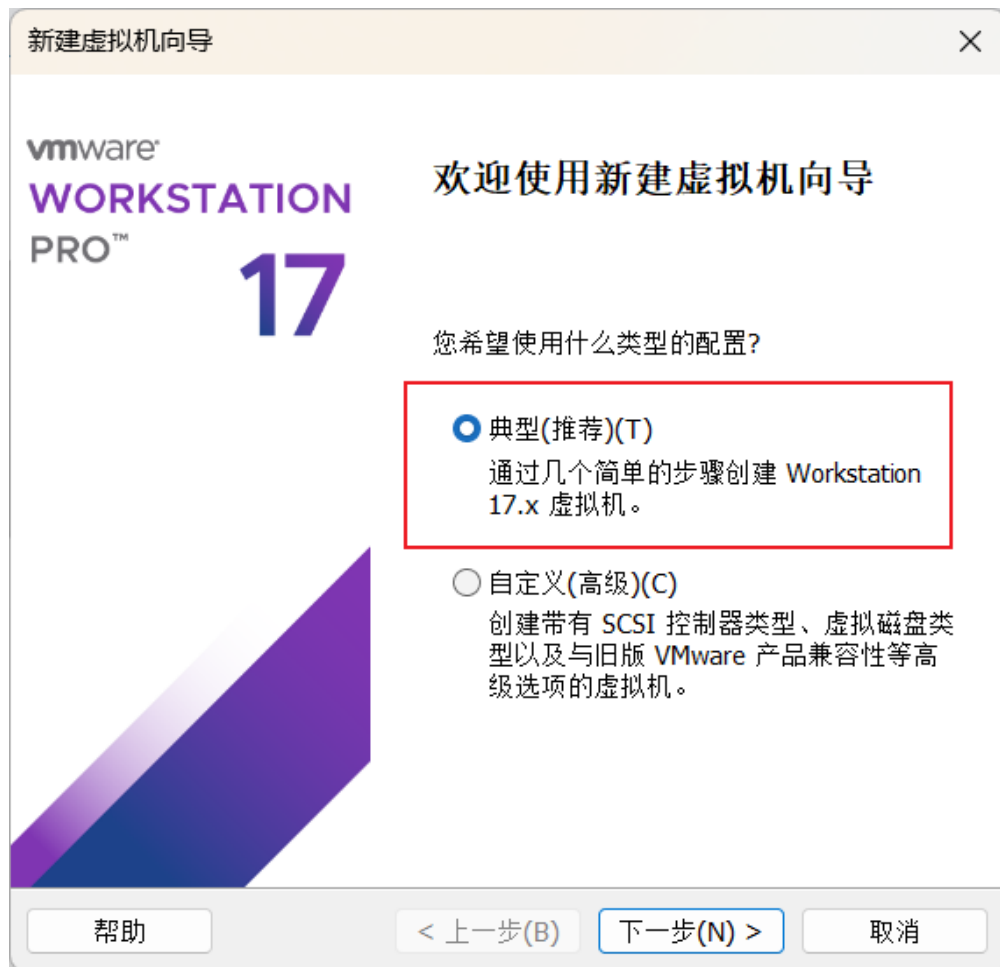 新建虚拟机向导
vmware®
WORKSTATION
PRO™
17
欢迎使用新建虚拟机向导
您希望使用什么类型的配置?
典型(推荐)(T)
通过几个简单的步骤创建 Workstation
17.x 虚拟机。
自定义(高级)(C)
创建带有 SCSI 控制器类型、虚拟磁盘类
型以及与旧版 VMware 产品兼容性等高
级选项的虚拟机。
帮助
< 上一步(B)
下一步(N) >
取消